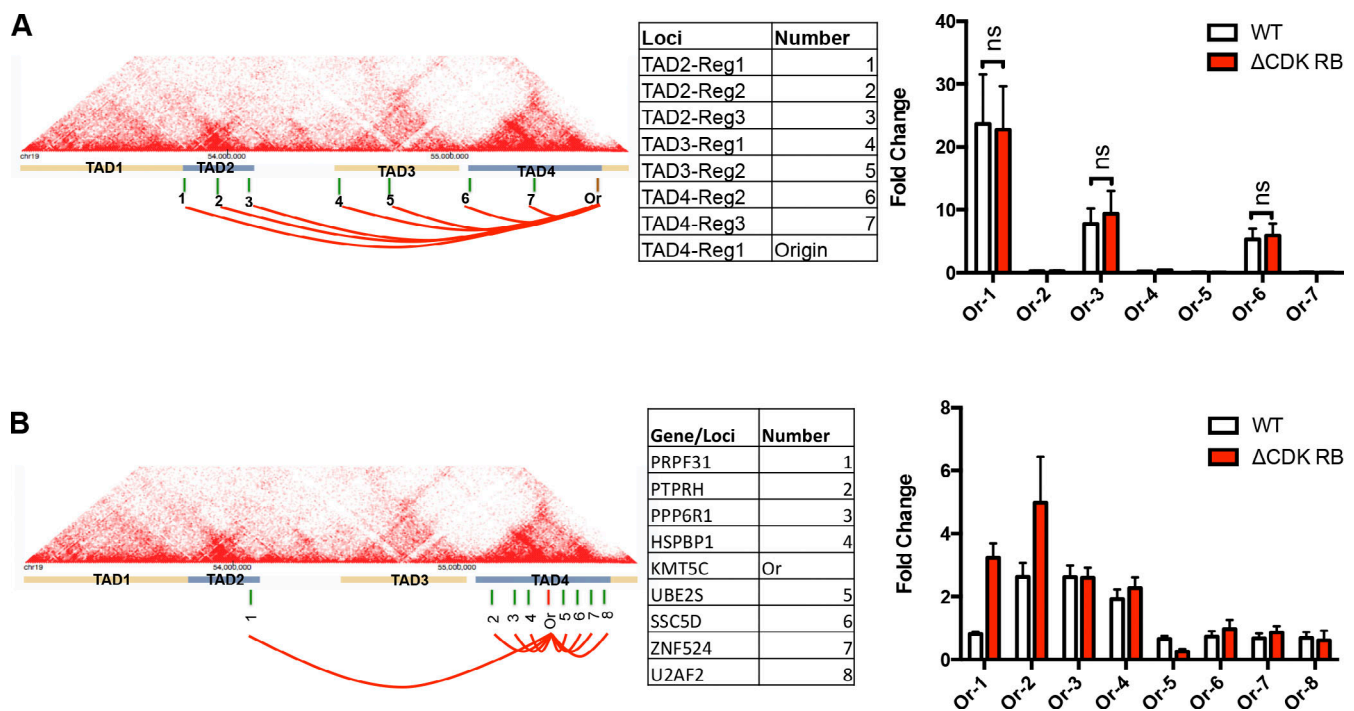 A
Loci Number
TAD2-Reg1 1
TAD2-Reg2 2
TAD2-Reg3 3
TAD3-Reg1 4
TAD3-Reg2 5
TAD4-Reg2 6
TAD4-Reg3 7
TAD4-Reg1 Origin
chr19 54,000,000 55,000,000
TAD1 TAD2 TAD3 TAD4
1 2 3 4 5 6 7 Or
Fold Change
40
30
20
10
0
ns ns ns
WT
ΔCDK RB
Or-1 Or-2 Or-3 Or-4 Or-5 Or-6 Or-7
B
Gene/Loci Number
PRPF31 1
PTPRH 2
PPP6R1 3
HSPBP1 4
KMT5C Or
UBE2S 5
SSC5D 6
ZNF524 7
U2AF2 8
chr19 54,000,000 55,000,000
TAD1 TAD2 TAD3 TAD4
1 2 3 4 Or 5 6 7 8
Fold Change
8
6
4
2
0
WT
ΔCDK RB
Or-1 Or-2 Or-3 Or-4 Or-5 Or-6 Or-7 Or-8